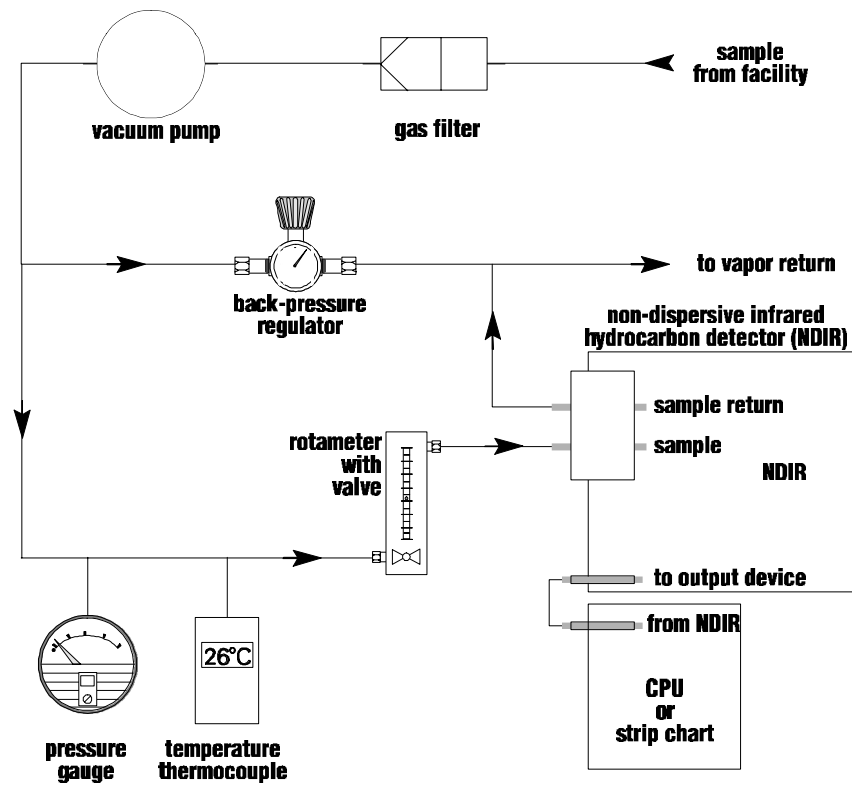 sample
from facility
vacuum pump
gas filter
to vapor return
back-pressure
regulator
non-dispersive infrared
hydrocarbon detector (NDIR)
sample return
rotameter
with
valve
sample
NDIR
to output device
from NDIR
26°C
CPU
or
strip chart
pressure
gauge
temperature
thermocouple